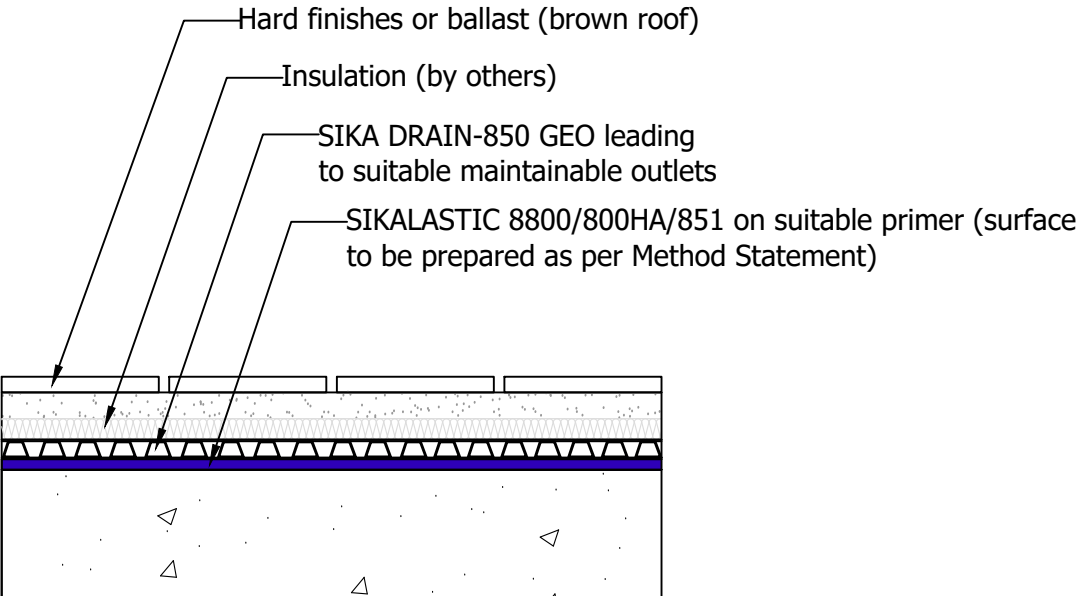 Hard finishes or ballast (brown roof)
Insulation (by others)
SIKA DRAIN-850 GEO leading
to suitable maintainable outlets
SIKALASTIC 8800/800HA/851 on suitable primer (surface
to be prepared as per Method Statement)